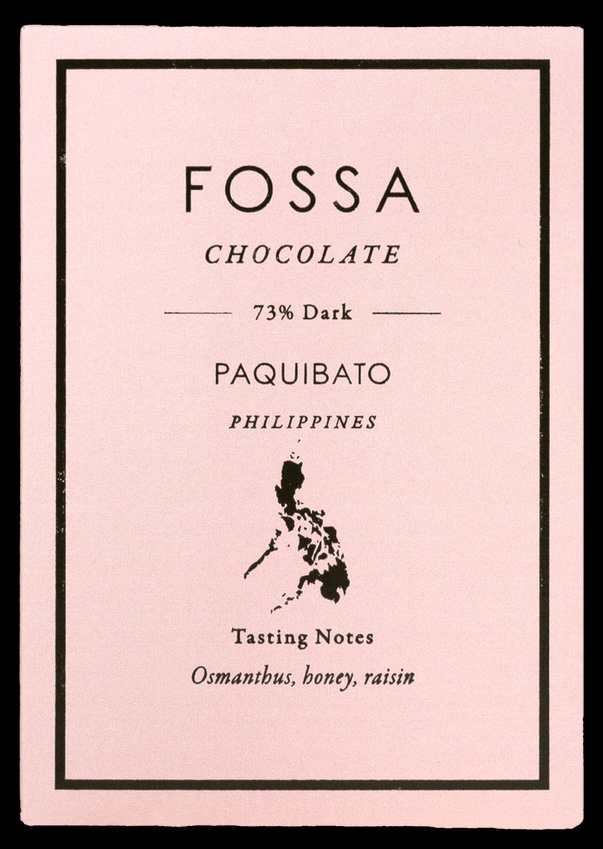 FOSSA
CHOCOLATE
73% Dark
PAQUIBATO
PHILIPPINES
Tasting Notes
Osmanthus, honey, raisin